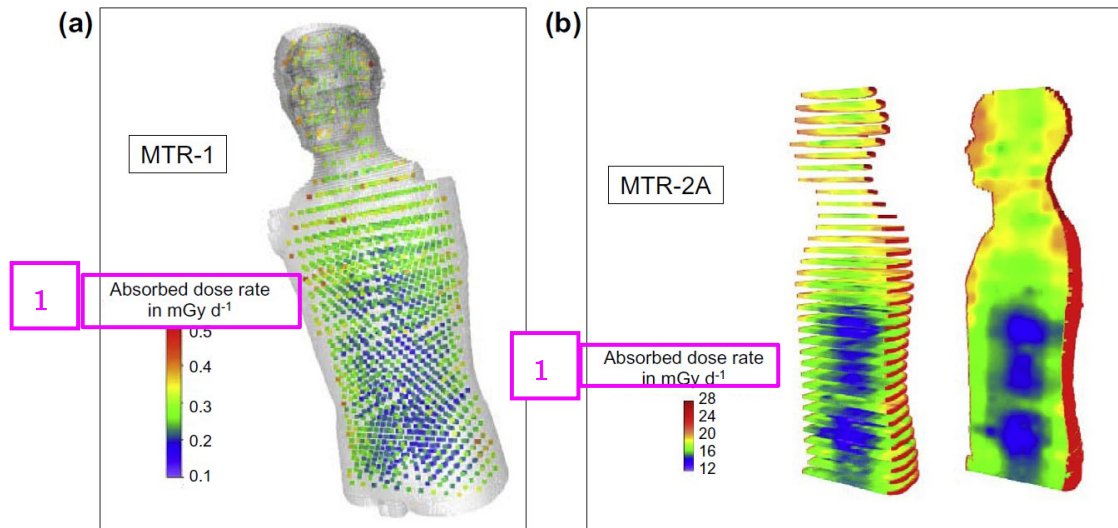 (a)
MTR-1
1
Absorbed dose rate
in mGy d⁻¹
0.5
0.4
0.3
0.2
0.1
(b)
MTR-2A
1
Absorbed dose rate
in mGy d⁻¹
28
24
20
16
12